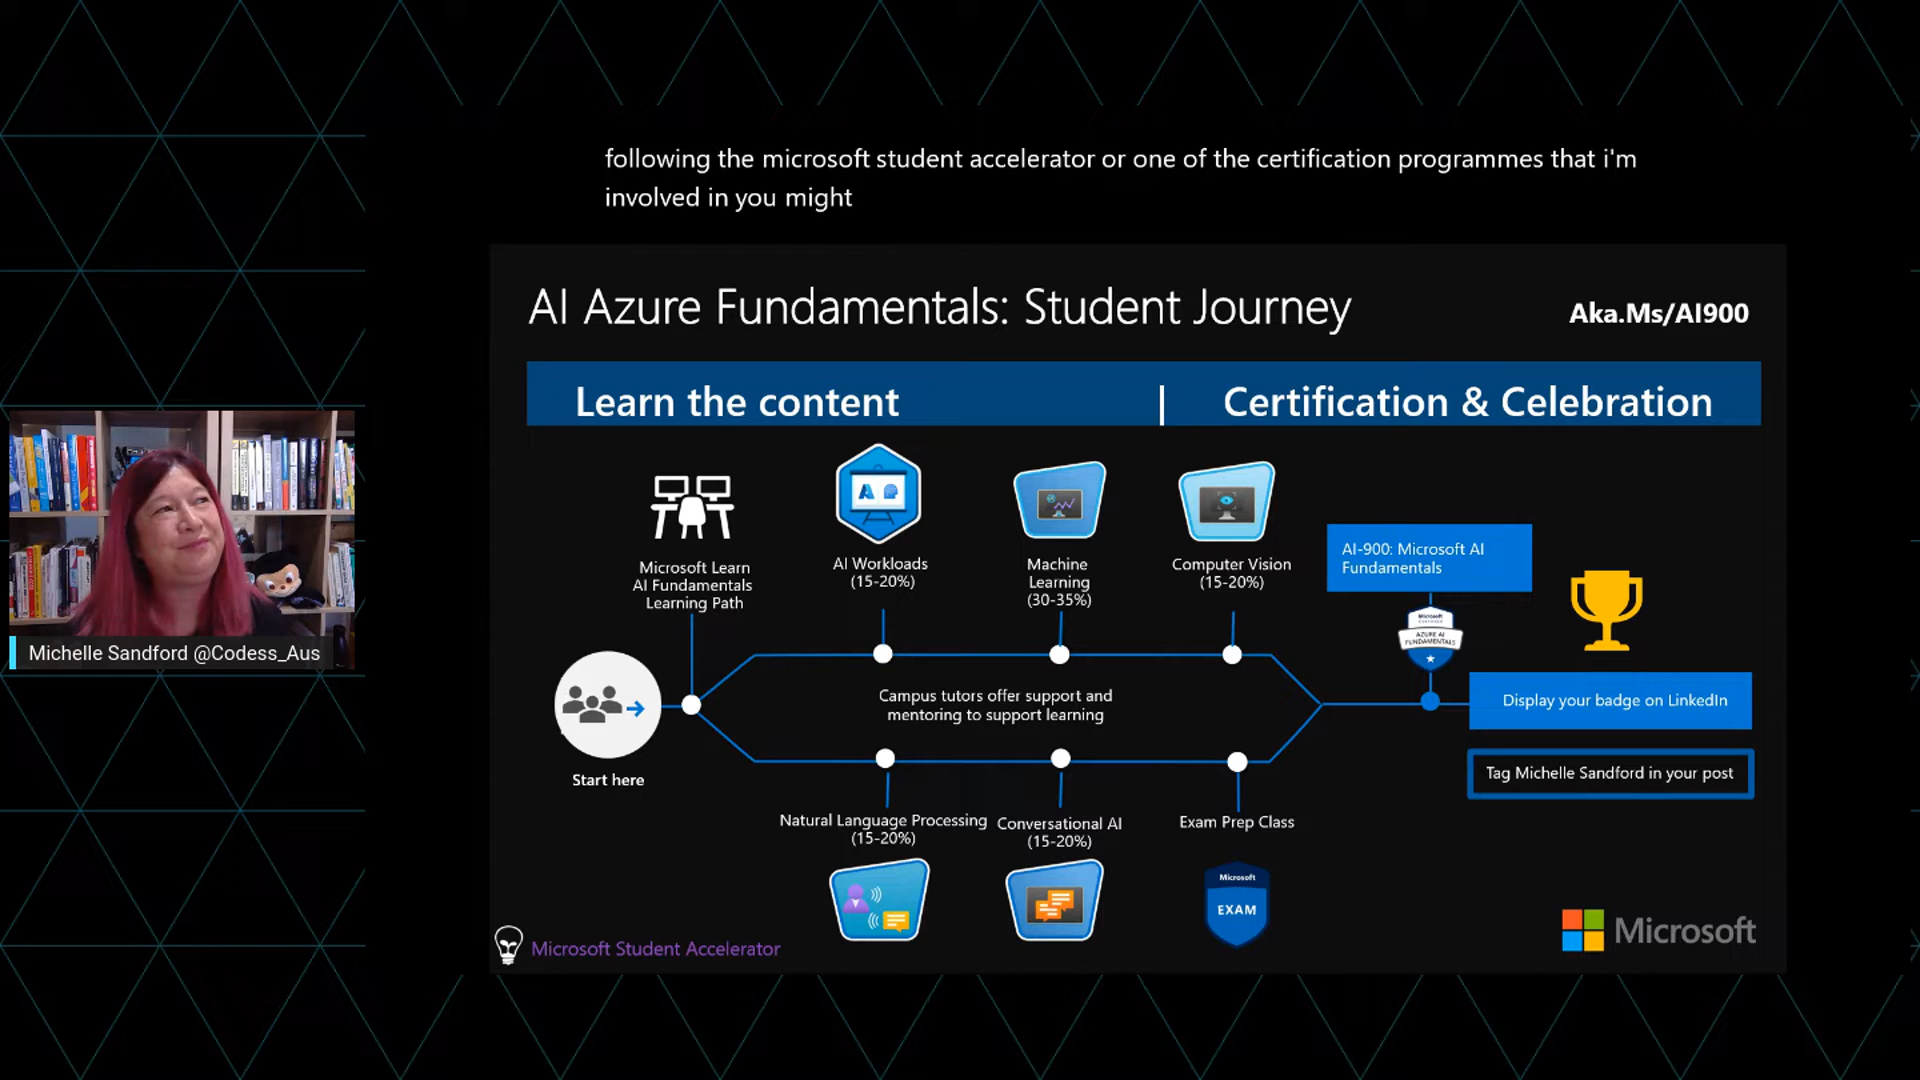 following the microsoft student accelerator or one of the certification programmes that i'm
involved in you might
AI Azure Fundamentals: Student Journey
Aka.Ms/AI900
Learn the content
|
Certification & Celebration
Microsoft Learn
AI Fundamentals
Learning Path
AI Workloads
(15-20%)
Machine
Learning
(30-35%)
Computer Vision
(15-20%)
AI-900: Microsoft AI
Fundamentals
Microsoft
AZURE AI
FUNDAMENTALS
Michelle Sandford @Codess_Aus
Start here
Campus tutors offer support and
mentoring to support learning
Display your badge on LinkedIn
Tag Michelle Sandford in your post
Natural Language Processing
(15-20%)
Conversational AI
(15-20%)
Exam Prep Class
Microsoft
EXAM
Microsoft Student Accelerator
Microsoft